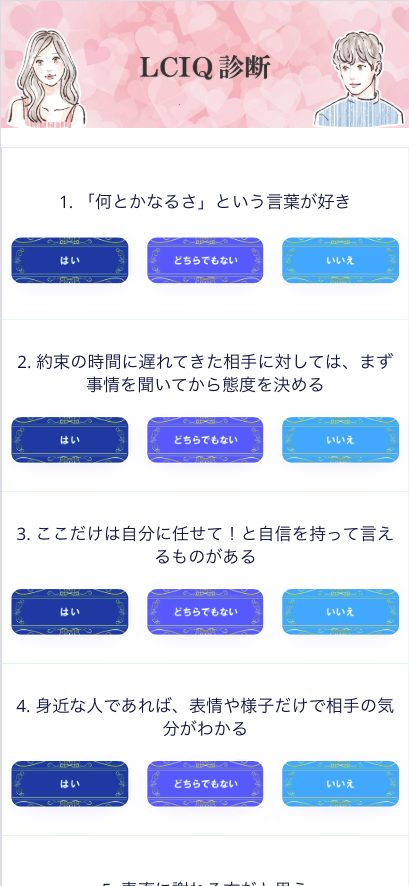 LCIQ 診断
1. 「何とかなるさ」という言葉が好き
はい どちらでもない いいえ
2. 約束の時間に遅れてきた相手に対しては、まず
事情を聞いてから態度を決める
はい どちらでもない いいえ
3. ここだけは自分に任せて！と自信を持って言え
るものがある
はい どちらでもない いいえ
4. 身近な人であれば、表情や様子だけで相手の気
分がわかる
はい どちらでもない いいえ